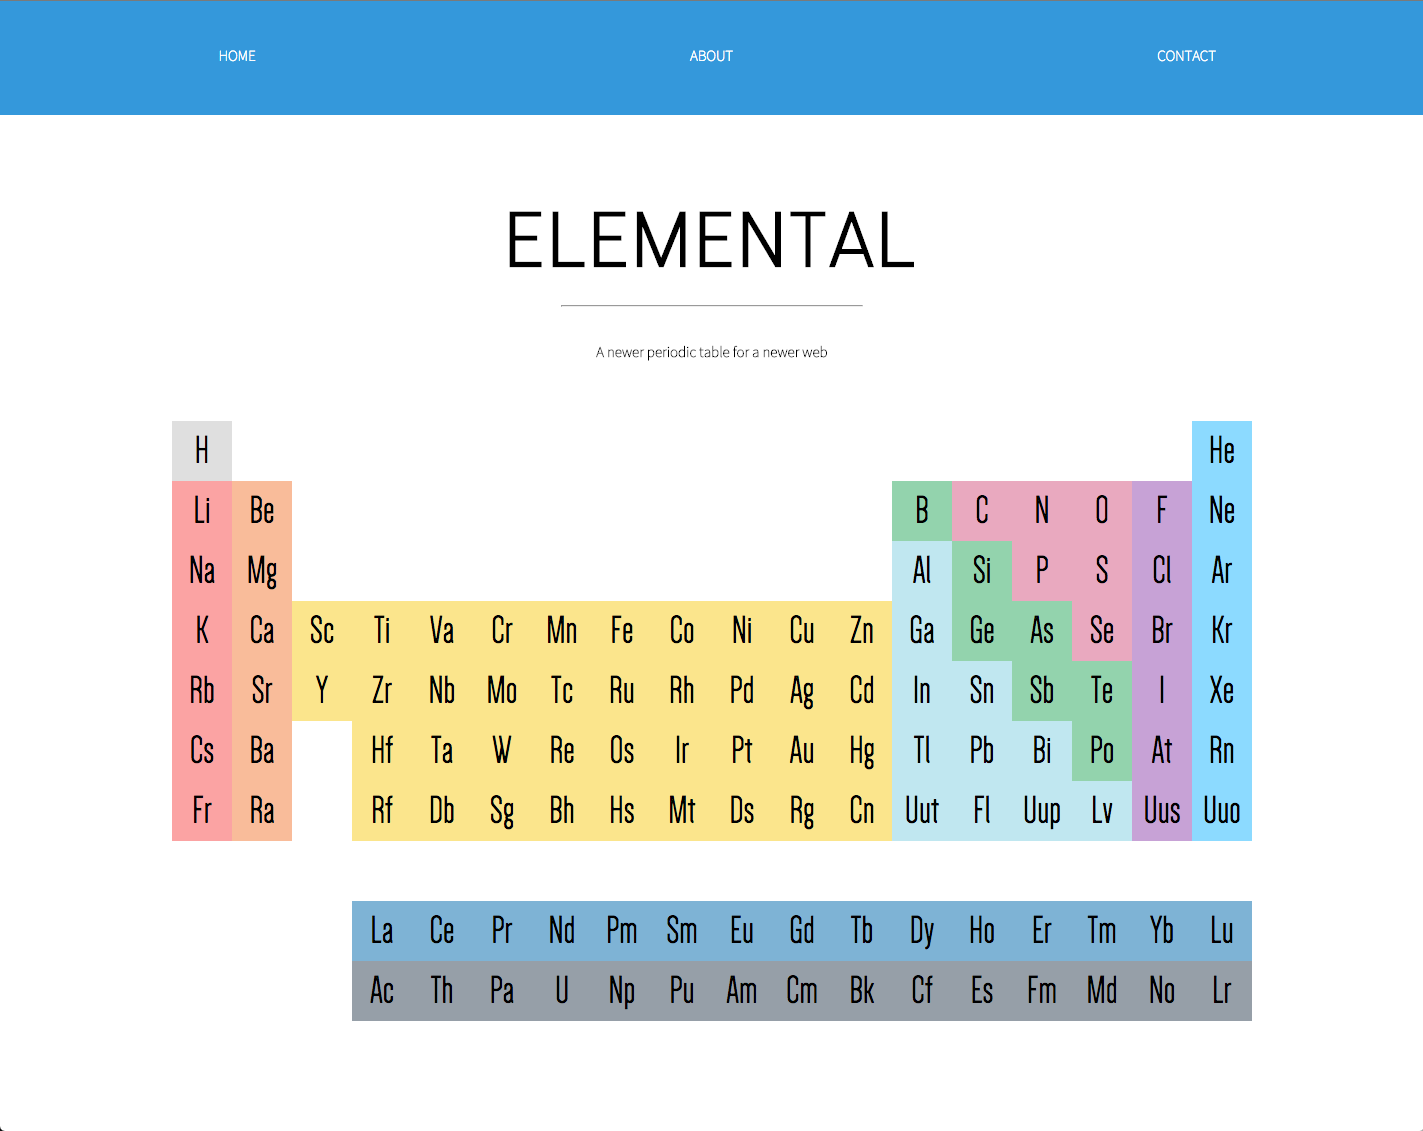 HOME ABOUT CONTACT
ELEMENTAL
A newer periodic table for a newer web
H He
Li Be B C N O F Ne
Na Mg Al Si P S Cl Ar
K Ca Sc Ti Va Cr Mn Fe Co Ni Cu Zn Ga Ge As Se Br Kr
Rb Sr Y Zr Nb Mo Tc Ru Rh Pd Ag Cd In Sn Sb Te I Xe
Cs Ba Hf Ta W Re Os Ir Pt Au Hg Tl Pb Bi Po At Rn
Fr Ra Rf Db Sg Bh Hs Mt Ds Rg Cn Uut Fl Uup Lv Uus Uuo
La Ce Pr Nd Pm Sm Eu Gd Tb Dy Ho Er Tm Yb Lu
Ac Th Pa U Np Pu Am Cm Bk Cf Es Fm Md No Lr